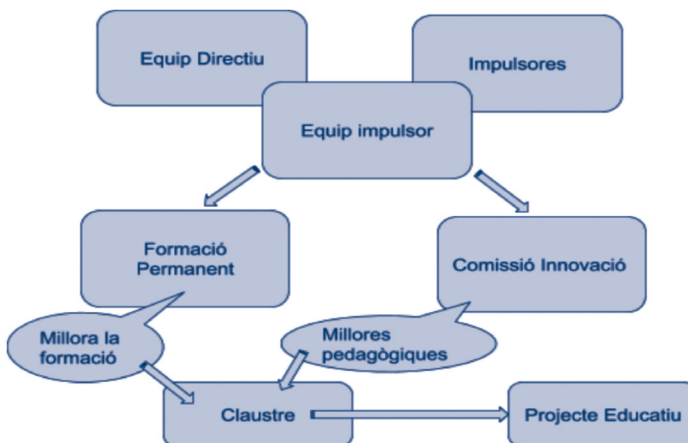 Equip Directiu
Impulsores
Equip impulsor
Formació
Permanent
Comissió Innovació
Millora la
formació
Millores
pedagògiques
Claustre
Projecte Educatiu